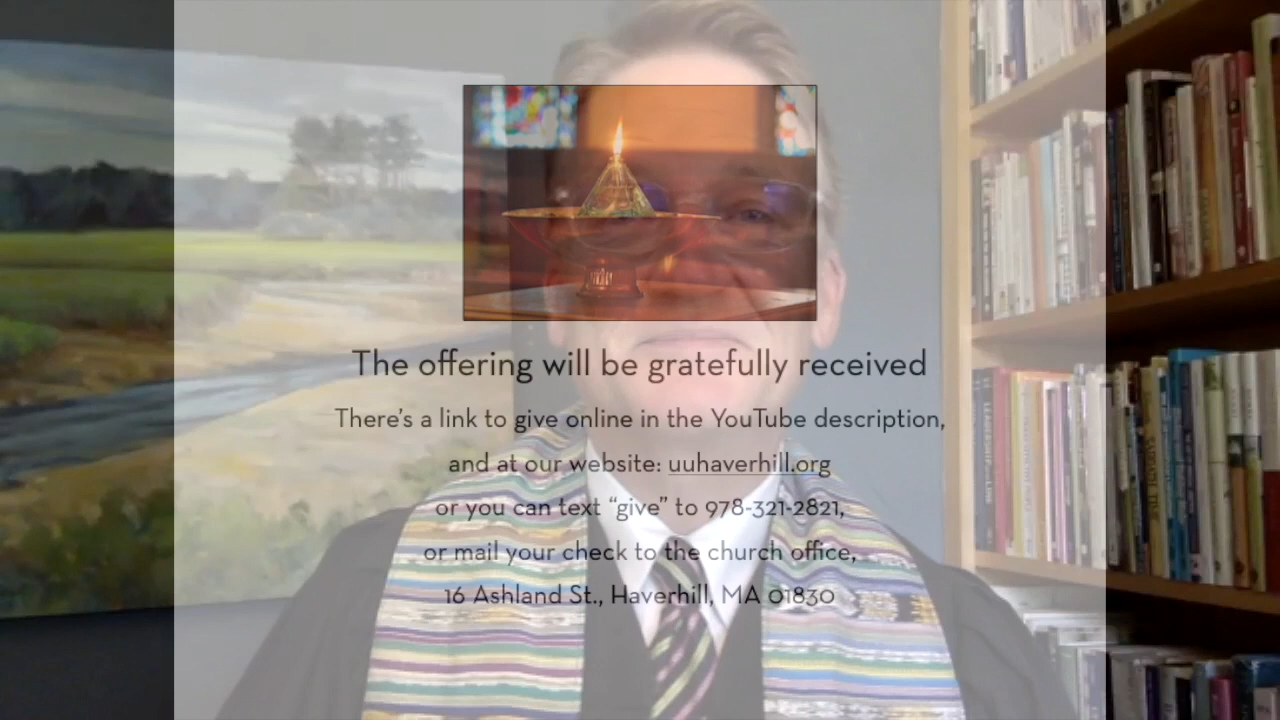 The offering will be gratefully received
There's a link to give online in the YouTube description,
and at our website: uuhaverhill.org
or you can text “give” to 978-321-2821,
or mail your check to the church office,
16 Ashland St., Haverhill, MA 01830